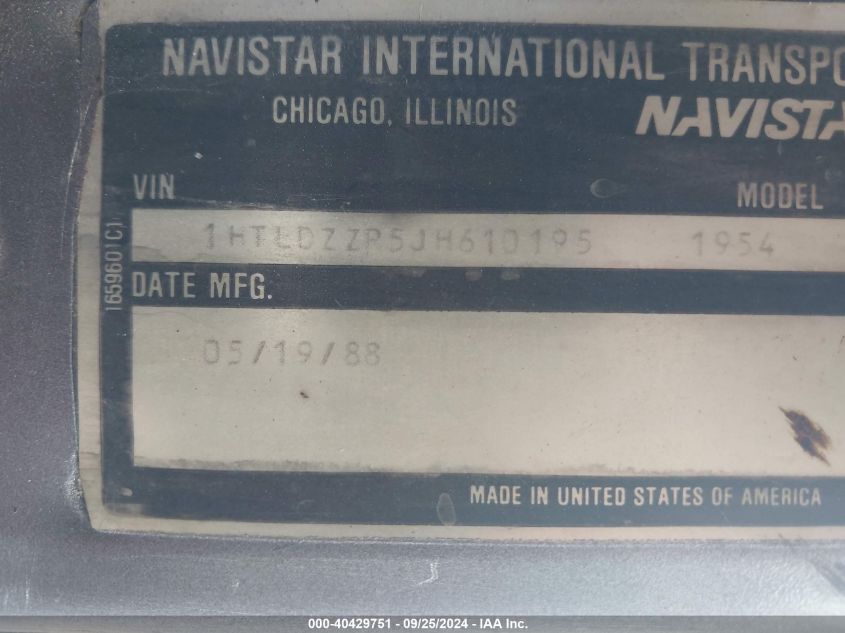 NAVISTAR INTERNATIONAL TRANSPO
CHICAGO, ILLINOIS
NAVISTA
VIN
MODEL
1HTLDZZP5JH610195
1954
1659601C1
DATE MFG.
05/19/88
MADE IN UNITED STATES OF AMERICA
000-40429751 - 09/25/2024 - IAA Inc.